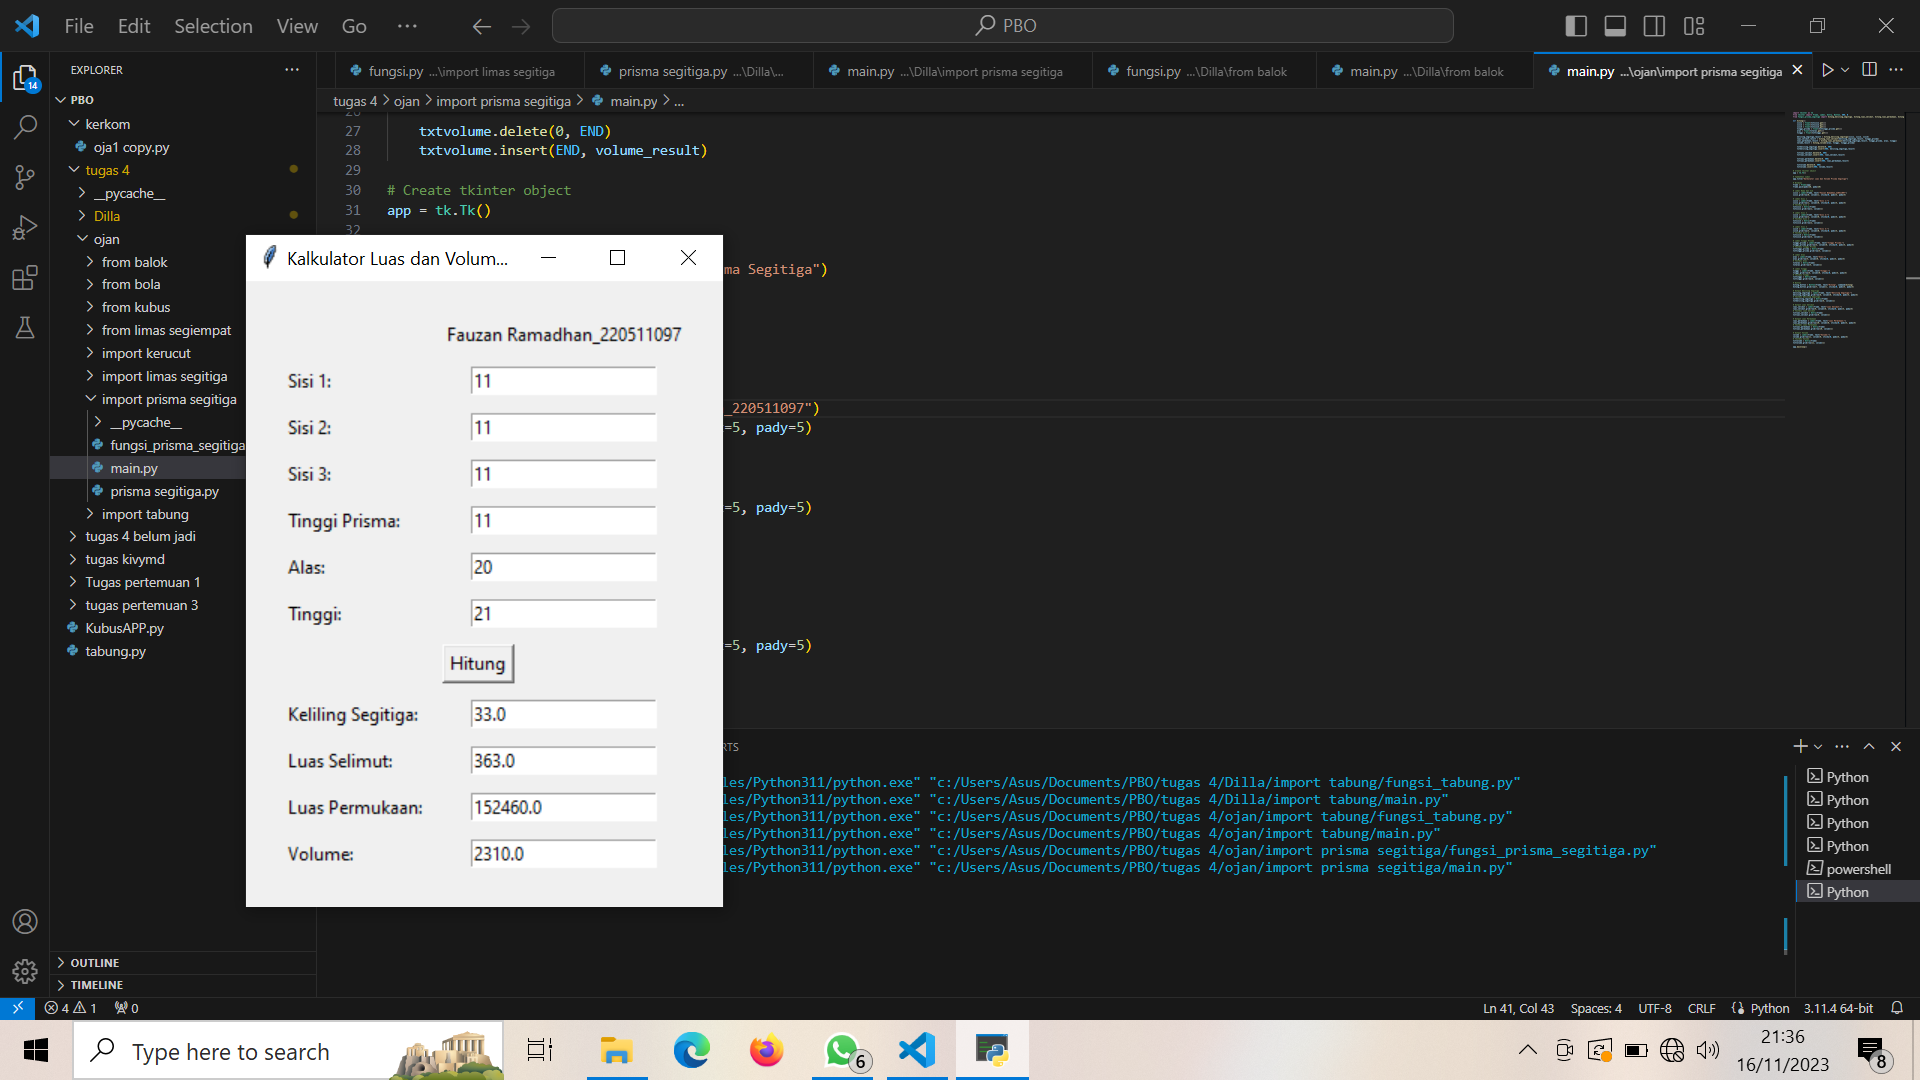 File Edit Selection View Go ···
PBO
EXPLORER
PBO
kerkom
oja1 copy.py
tugas 4
__pycache__
Dilla
ojan
from balok
from bola
from kubus
from limas segiempat
import kerucut
import limas segitiga
import prisma segitiga
__pycache__
fungsi_prisma_segitiga
main.py
prisma segitiga.py
import tabung
tugas 4 belum jadi
tugas kivymd
Tugas pertemuan 1
tugas pertemuan 3
KubusAPP.py
tabung.py
OUTLINE
TIMELINE
14
fungsi.py ...\import limas segitiga
prisma segitiga.py ...\Dilla\...
main.py ...\Dilla\import prisma segitiga
fungsi.py ...\Dilla\from balok
main.py ...\Dilla\from balok
main.py ...\ojan\import prisma segitiga
tugas 4 > ojan > import prisma segitiga > main.py > ...
27 txtvolume.delete(0, END)
28 txtvolume.insert(END, volume_result)
29
30 # Create tkinter object
31 app = tk.Tk()
32
ma Segitiga")
_220511097")
=5, pady=5)
=5, pady=5)
=5, pady=5)
Kalkulator Luas dan Volum...
Fauzan Ramadhan_220511097
Sisi 1: 11
Sisi 2: 11
Sisi 3: 11
Tinggi Prisma: 11
Alas: 20
Tinggi: 21
Hitung
Keliling Segitiga: 33.0
Luas Selimut: 363.0
Luas Permukaan: 152460.0
Volume: 2310.0
RTS
les/Python311/python.exe" "c:/Users/Asus/Documents/PBO/tugas 4/Dilla/import tabung/fungsi_tabung.py"
les/Python311/python.exe" "c:/Users/Asus/Documents/PBO/tugas 4/Dilla/import tabung/main.py"
les/Python311/python.exe" "c:/Users/Asus/Documents/PBO/tugas 4/ojan/import tabung/fungsi_tabung.py"
les/Python311/python.exe" "c:/Users/Asus/Documents/PBO/tugas 4/ojan/import tabung/main.py"
les/Python311/python.exe" "c:/Users/Asus/Documents/PBO/tugas 4/ojan/import prisma segitiga/fungsi_prisma_segitiga.py"
les/Python311/python.exe" "c:/Users/Asus/Documents/PBO/tugas 4/ojan/import prisma segitiga/main.py"
Python
Python
Python
Python
powershell
Python
4 1 0
Ln 41, Col 43 Spaces: 4 UTF-8 CRLF Python 3.11.4 64-bit
Type here to search
6
21:36
16/11/2023
8